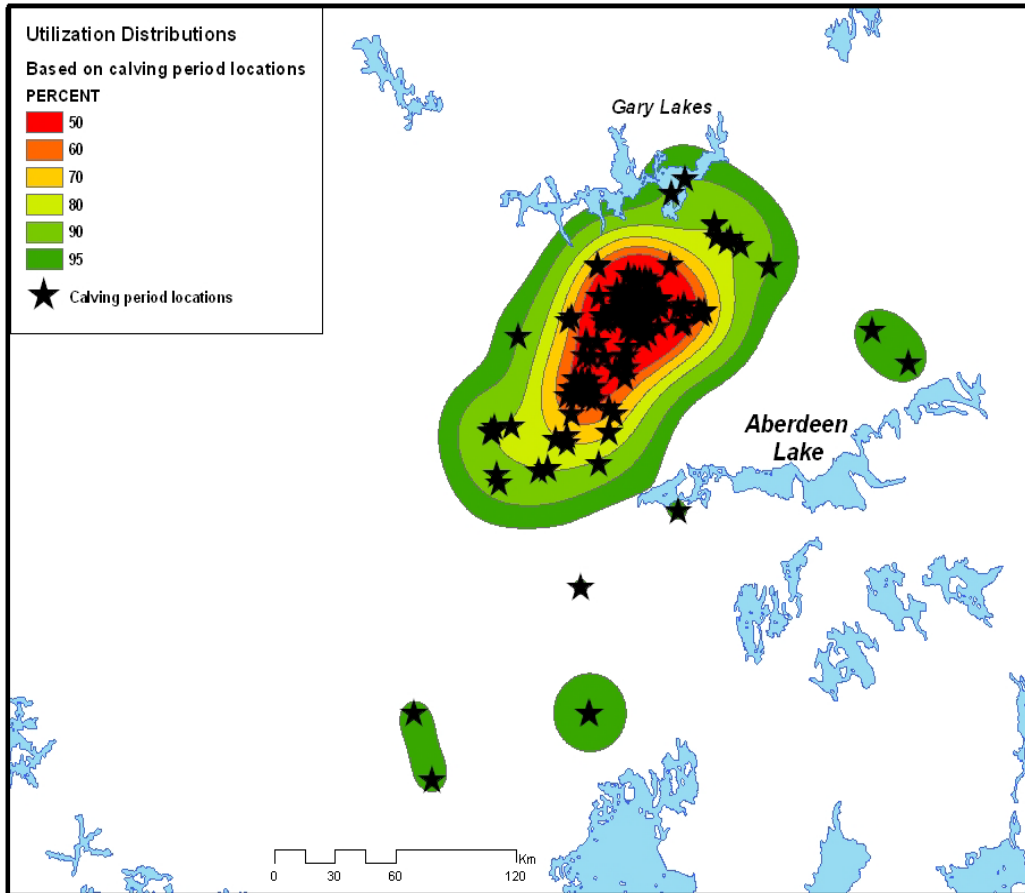 Utilization Distributions
Based on calving period locations
PERCENT
50
60
70
80
90
95
Calving period locations
Gary Lakes
Aberdeen
Lake
Km
0 30 60 120